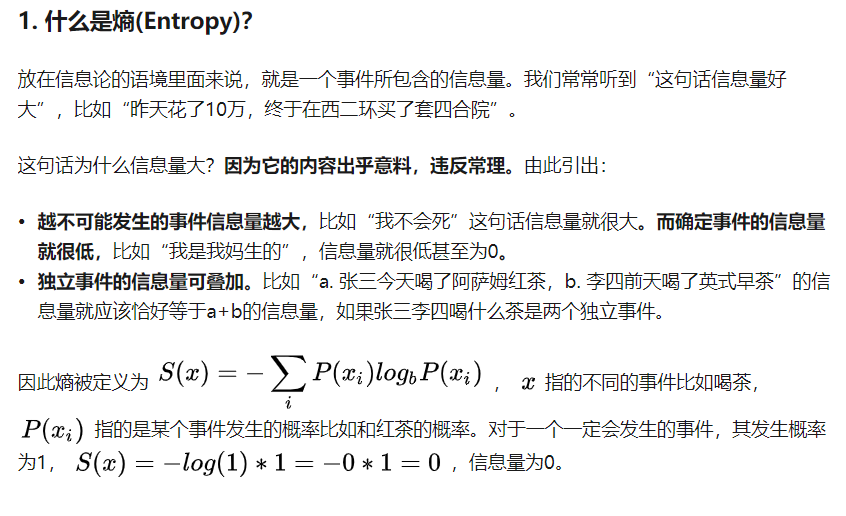 1. 什么是熵(Entropy)？
放在信息论的语境里面来说，就是一个事件所包含的信息量。我们常常听到“这句话信息量好
大”，比如“昨天花了10万，终于在西二环买了套四合院”。
这句话为什么信息量大？因为它的内容出乎意料，违反常理。由此引出：
• 越不可能发生的事件信息量越大，比如“我不会死”这句话信息量就很大。而确定事件的信息量
就很低，比如“我是我妈生的”，信息量就很低甚至为0。
• 独立事件的信息量可叠加。比如“a. 张三今天喝了阿萨姆红茶，b. 李四前天喝了英式早茶”的信
息量就应该恰好等于a+b的信息量，如果张三李四喝什么茶是两个独立事件。
因此熵被定义为 S(x) = −∑_i P(x_i)log_b P(x_i) ， x 指的不同的事件比如喝茶，
P(x_i) 指的是某个事件发生的概率比如和红茶的概率。对于一个一定会发生的事件，其发生概率
为1， S(x) = −log(1) ∗ 1 = −0 ∗ 1 = 0 ，信息量为0。